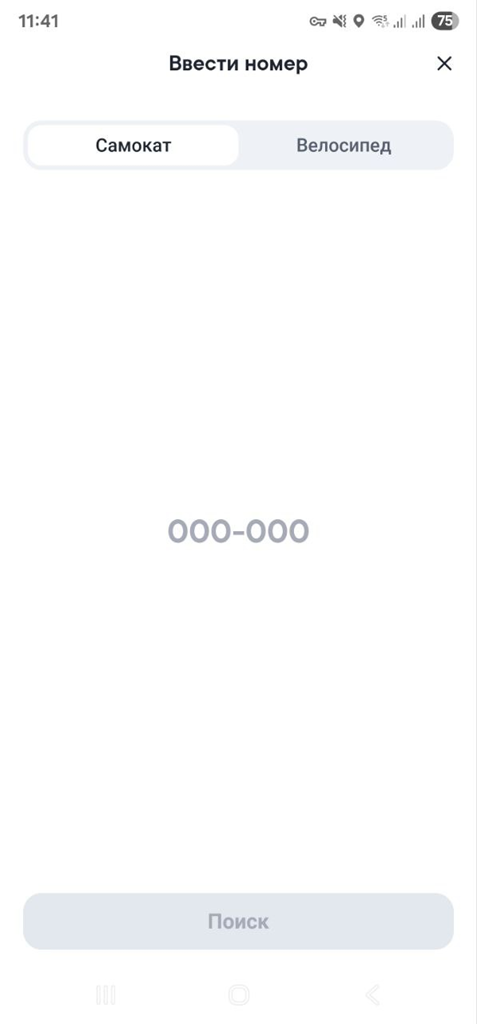 11:41
75
Ввести номер
Самокат
Велосипед
000-000
Поиск